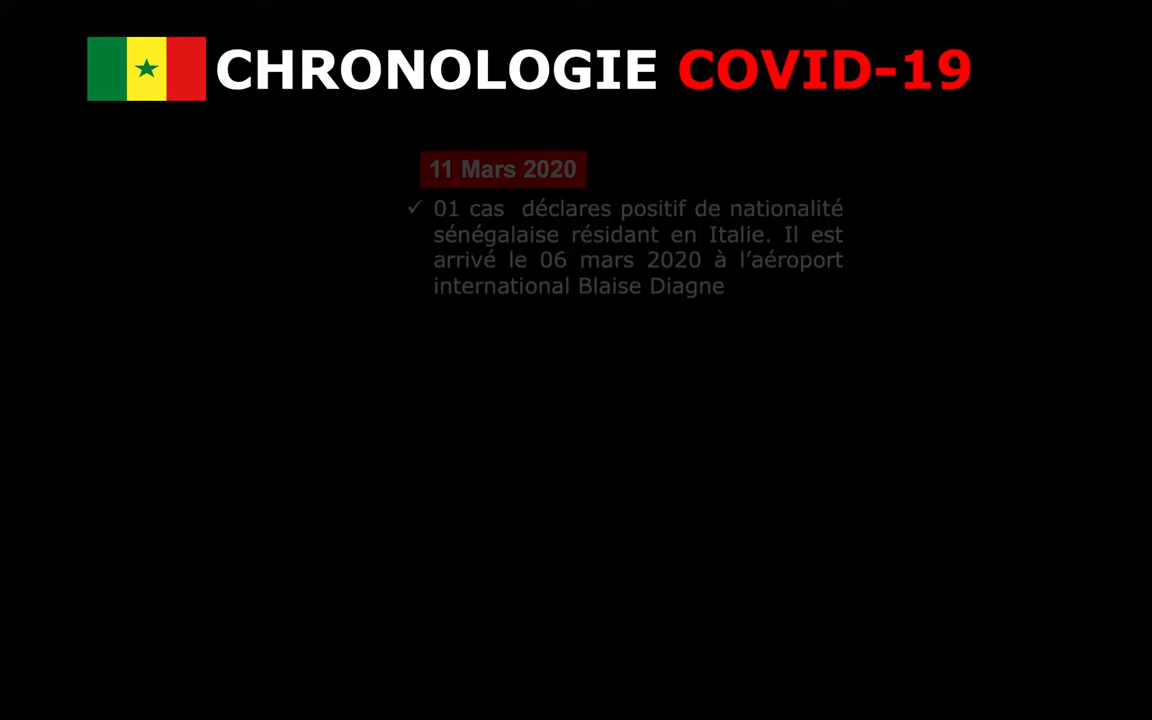 CHRONOLOGIE COVID-19
11 Mars 2020
✓ 01 cas déclares positif de nationalité
sénégalaise résidant en Italie. Il est
arrivé le 06 mars 2020 à l’aéroport
international Blaise Diagne